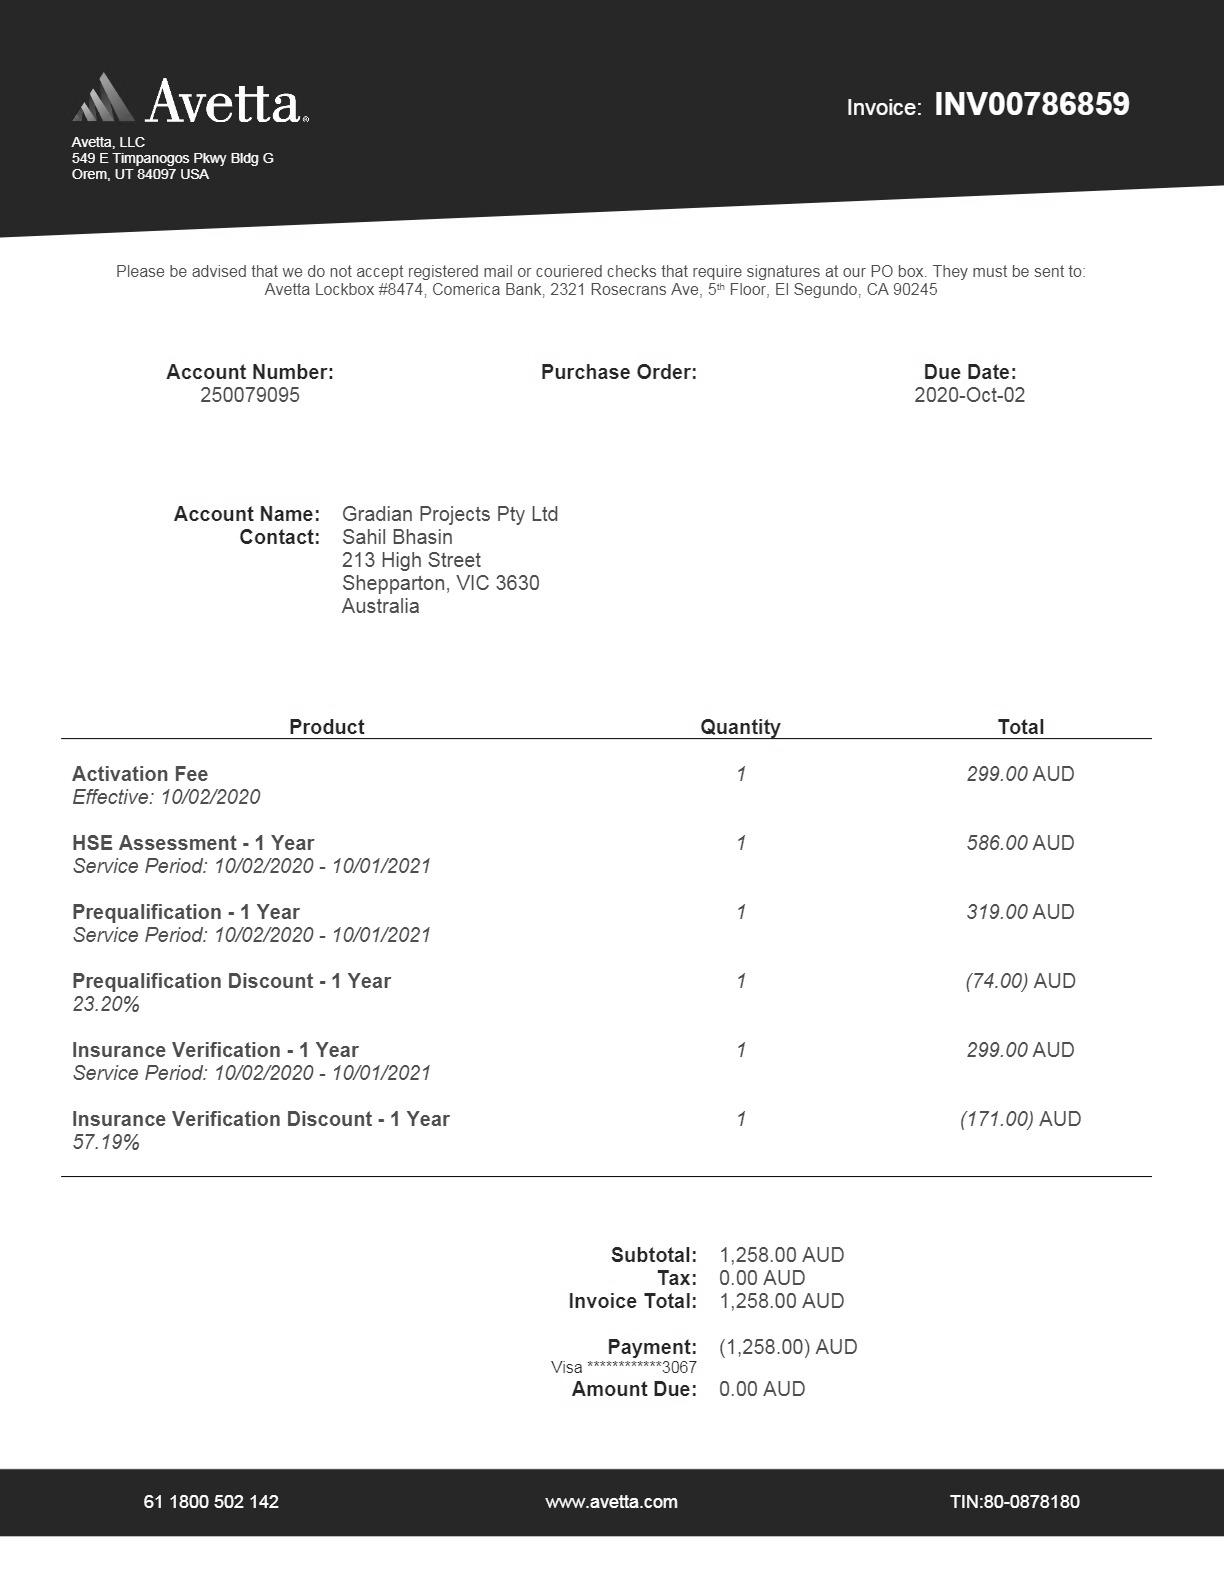 Avetta®
Avetta, LLC
549 E Timpanogos Pkwy Bldg G
Orem, UT 84097 USA
Invoice: INV00786859
Please be advised that we do not accept registered mail or couriered checks that require signatures at our PO box. They must be sent to:
Avetta Lockbox #8474, Comerica Bank, 2321 Rosecrans Ave, 5th Floor, El Segundo, CA 90245
Account Number: Purchase Order: Due Date:
250079095 2020-Oct-02
Account Name: Gradian Projects Pty Ltd
Contact: Sahil Bhasin
213 High Street
Shepparton, VIC 3630
Australia
Product Quantity Total
Activation Fee 1 299.00 AUD
Effective: 10/02/2020
HSE Assessment - 1 Year 1 586.00 AUD
Service Period: 10/02/2020 - 10/01/2021
Prequalification - 1 Year 1 319.00 AUD
Service Period: 10/02/2020 - 10/01/2021
Prequalification Discount - 1 Year 1 (74.00) AUD
23.20%
Insurance Verification - 1 Year 1 299.00 AUD
Service Period: 10/02/2020 - 10/01/2021
Insurance Verification Discount - 1 Year 1 (171.00) AUD
57.19%
Subtotal: 1,258.00 AUD
Tax: 0.00 AUD
Invoice Total: 1,258.00 AUD
Payment: (1,258.00) AUD
Visa ************3067
Amount Due: 0.00 AUD
61 1800 502 142 www.avetta.com TIN:80-0878180